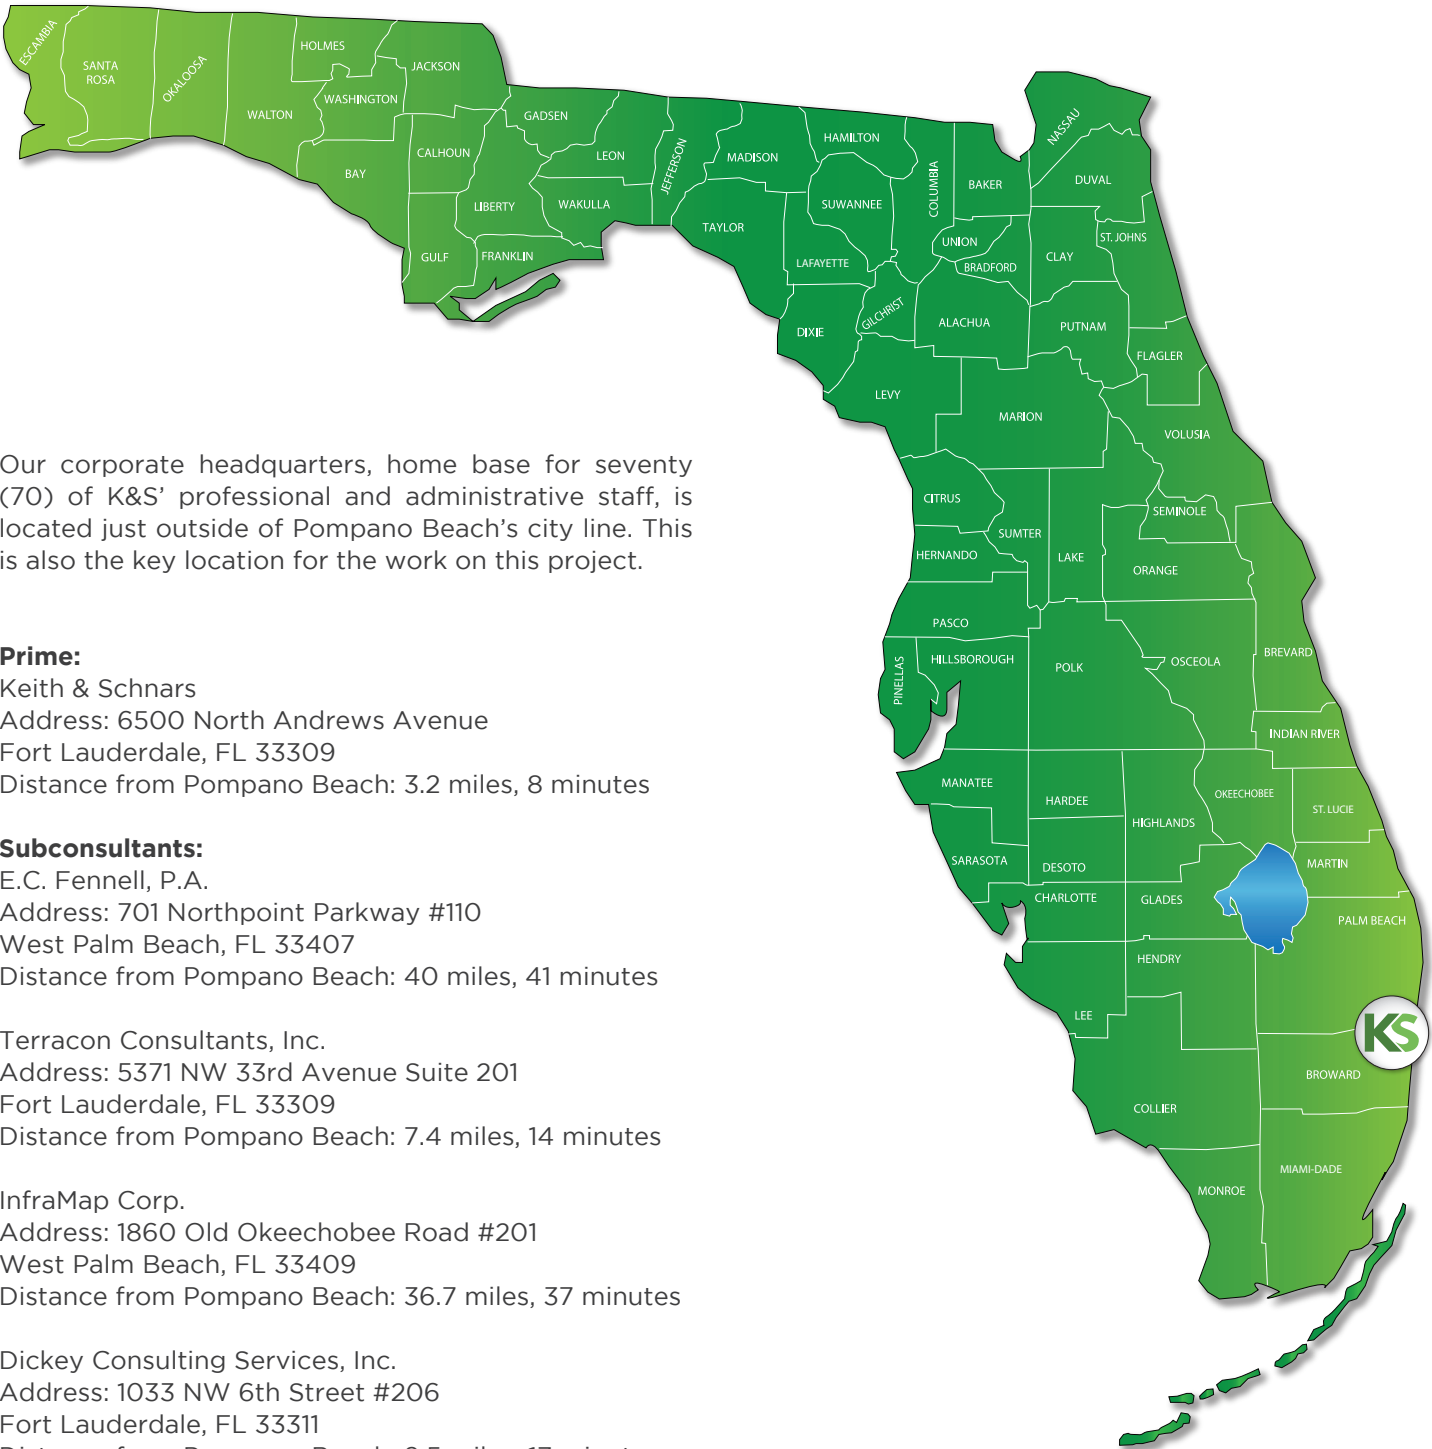 ESCAMBIA
SANTA
ROSA
OKALOOSA
WALTON
HOLMES
WASHINGTON
JACKSON
BAY
CALHOUN
GULF
GADSEN
LIBERTY
FRANKLIN
LEON
WAKULLA
JEFFERSON
MADISON
TAYLOR
HAMILTON
SUWANNEE
LAFAYETTE
DIXIE
GILCHRIST
COLUMBIA
BAKER
UNION
BRADFORD
ALACHUA
NASSAU
DUVAL
CLAY
ST. JOHNS
PUTNAM
FLAGLER
LEVY
MARION
VOLUSIA
CITRUS
SUMTER
HERNANDO
LAKE
SEMINOLE
ORANGE
PASCO
PINELLAS
HILLSBOROUGH
POLK
OSCEOLA
BREVARD
INDIAN RIVER
MANATEE
HARDEE
HIGHLANDS
OKEECHOBEE
ST. LUCIE
SARASOTA
DESOTO
MARTIN
CHARLOTTE
GLADES
PALM BEACH
HENDRY
LEE
KS
BROWARD
COLLIER
MIAMI-DADE
MONROE
Our corporate headquarters, home base for seventy
(70) of K&S’ professional and administrative staff, is
located just outside of Pompano Beach’s city line. This
is also the key location for the work on this project.
Prime:
Keith & Schnars
Address: 6500 North Andrews Avenue
Fort Lauderdale, FL 33309
Distance from Pompano Beach: 3.2 miles, 8 minutes
Subconsultants:
E.C. Fennell, P.A.
Address: 701 Northpoint Parkway #110
West Palm Beach, FL 33407
Distance from Pompano Beach: 40 miles, 41 minutes
Terracon Consultants, Inc.
Address: 5371 NW 33rd Avenue Suite 201
Fort Lauderdale, FL 33309
Distance from Pompano Beach: 7.4 miles, 14 minutes
InfraMap Corp.
Address: 1860 Old Okeechobee Road #201
West Palm Beach, FL 33409
Distance from Pompano Beach: 36.7 miles, 37 minutes
Dickey Consulting Services, Inc.
Address: 1033 NW 6th Street #206
Fort Lauderdale, FL 33311
Distance from Pompano Beach: